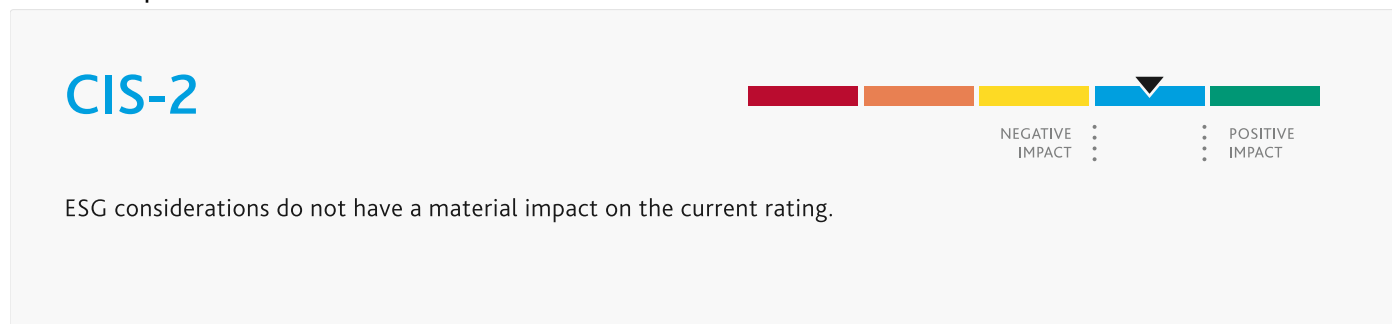 CIS-2
NEGATIVE
IMPACT
POSITIVE
IMPACT
ESG considerations do not have a material impact on the current rating.